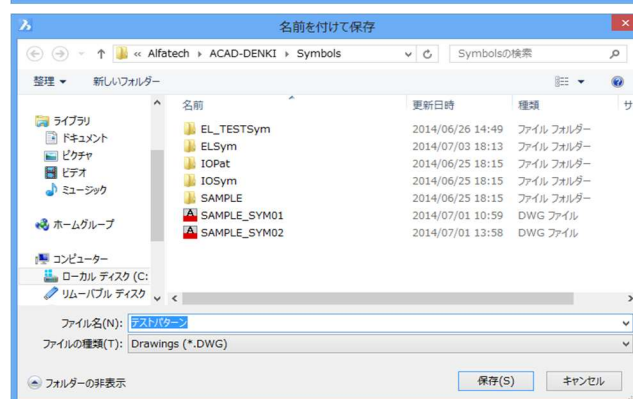 名前を付けて保存
« Alfatech ▸ ACAD-DENKI ▸ Symbols
Symbolsの検索
整理 ▼ 新しいフォルダー
名前 更新日時 種類 サ
ライブラリ
ドキュメント
ピクチャ
ビデオ
ミュージック
ホームグループ
コンピューター
ローカル ディスク (C:
リムーバブル ディスク
EL_TESTSym 2014/06/26 14:49 ファイル フォルダー
ELSym 2014/07/03 18:13 ファイル フォルダー
IOPat 2014/06/25 18:15 ファイル フォルダー
IOSym 2014/06/25 18:15 ファイル フォルダー
SAMPLE 2014/06/25 18:15 ファイル フォルダー
SAMPLE_SYM01 2014/07/01 10:59 DWG ファイル
SAMPLE_SYM02 2014/07/01 13:58 DWG ファイル
ファイル名(N): テストパターン
ファイルの種類(T): Drawings (*.DWG)
フォルダーの非表示
保存(S) キャンセル